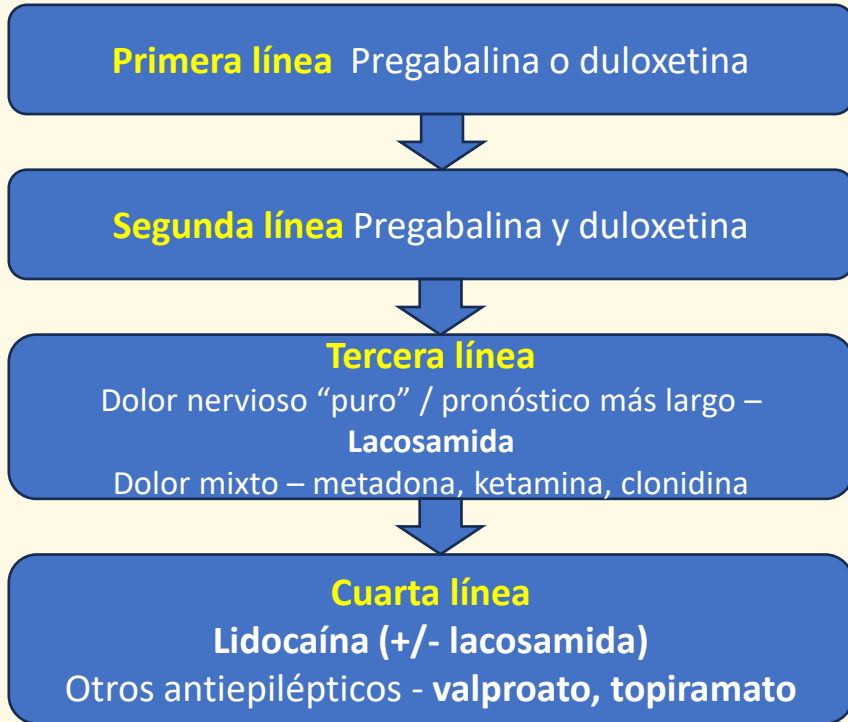 Primera línea Pregabalina o duloxetina
Segunda línea Pregabalina y duloxetina
Tercera línea
Dolor nervioso “puro” / pronóstico más largo –
Lacosamida
Dolor mixto – metadona, ketamina, clonidina
Cuarta línea
Lidocaína (+/- lacosamida)
Otros antiepilépticos - valproato, topiramato